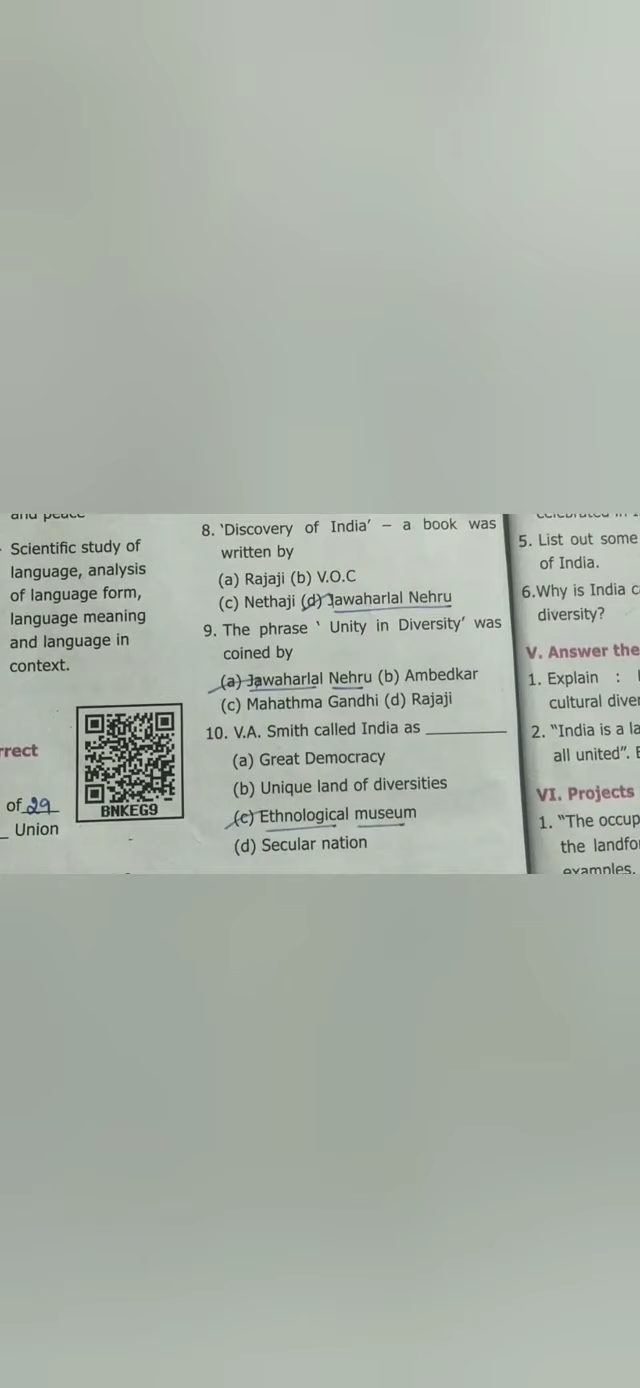 and peace
- Scientific study of
language, analysis
of language form,
language meaning
and language in
context.
rrect
BNKEG9
of 29
_ Union
8. 'Discovery of India' – a book was
written by
(a) Rajaji (b) V.O.C
(c) Nethaji (d) Jawaharlal Nehru
9. The phrase ' Unity in Diversity' was
coined by
(a) Jawaharlal Nehru (b) Ambedkar
(c) Mahathma Gandhi (d) Rajaji
10. V.A. Smith called India as ________
(a) Great Democracy
(b) Unique land of diversities
(c) Ethnological museum
(d) Secular nation
5. List out some
of India.
6.Why is India c
diversity?
V. Answer the
1. Explain :
cultural diver
2. "India is a la
all united".
VI. Projects
1. "The occup
the landfo
examples.